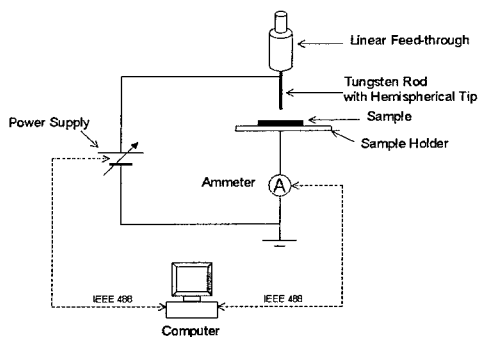 Linear Feed-through
Tungsten Rod
with Hemispherical Tip
Sample
Power Supply
Sample Holder
Ammeter
A
IEEE 488
IEEE 488
Computer